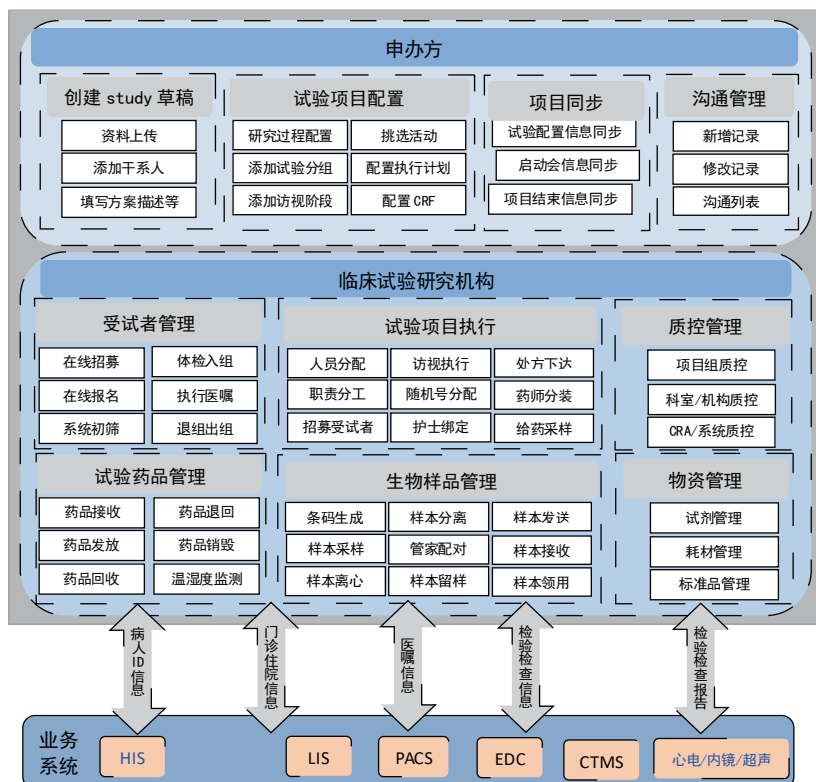 申办方
创建 study 草稿
资料上传
添加干系人
填写方案描述等
试验项目配置
研究过程配置
挑选活动
添加试验分组
配置执行计划
添加访视阶段
配置 CRF
项目同步
试验配置信息同步
启动会信息同步
项目结束信息同步
沟通管理
新增记录
修改记录
沟通列表
临床试验研究机构
受试者管理
在线招募
体检入组
在线报名
执行医嘱
系统初筛
退组出组
试验项目执行
人员分配
访视执行
处方下达
职责分工
随机号分配
药师分装
招募受试者
护士绑定
给药采样
质控管理
项目组质控
科室/机构质控
CRA/系统质控
试验药品管理
药品接收
药品退回
药品发放
药品销毁
药品回收
温湿度监测
生物样品管理
条码生成
样本分离
样本发送
样本采样
管家配对
样本接收
样本离心
样本留样
样本领用
物资管理
试剂管理
耗材管理
标准品管理
病人ID信息
门诊住院信息
医嘱信息
检验检查信息
检验检查报告
业务
系统
HIS
LIS
PACS
EDC
CTMS
心电/内镜/超声